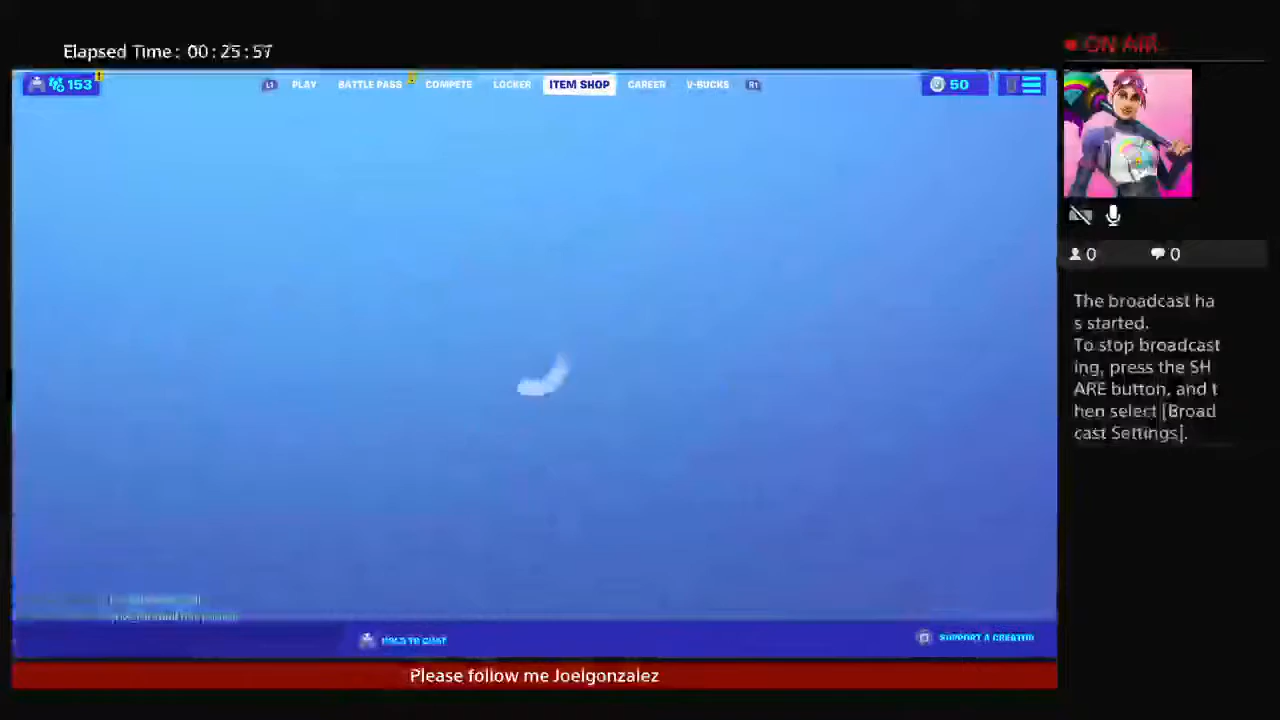 Elapsed Time: 00:25:57
ON AIR
153
L1 PLAY BATTLE PASS COMPETE LOCKER ITEM SHOP CAREER V-BUCKS R1
50
0 0
The broadcast ha
s started.
To stop broadcast
ing, press the SH
ARE button, and t
hen select [Broad
cast Settings].
HOLD TO CHAT
SUPPORT A CREATOR
Please follow me Joelgonzalez